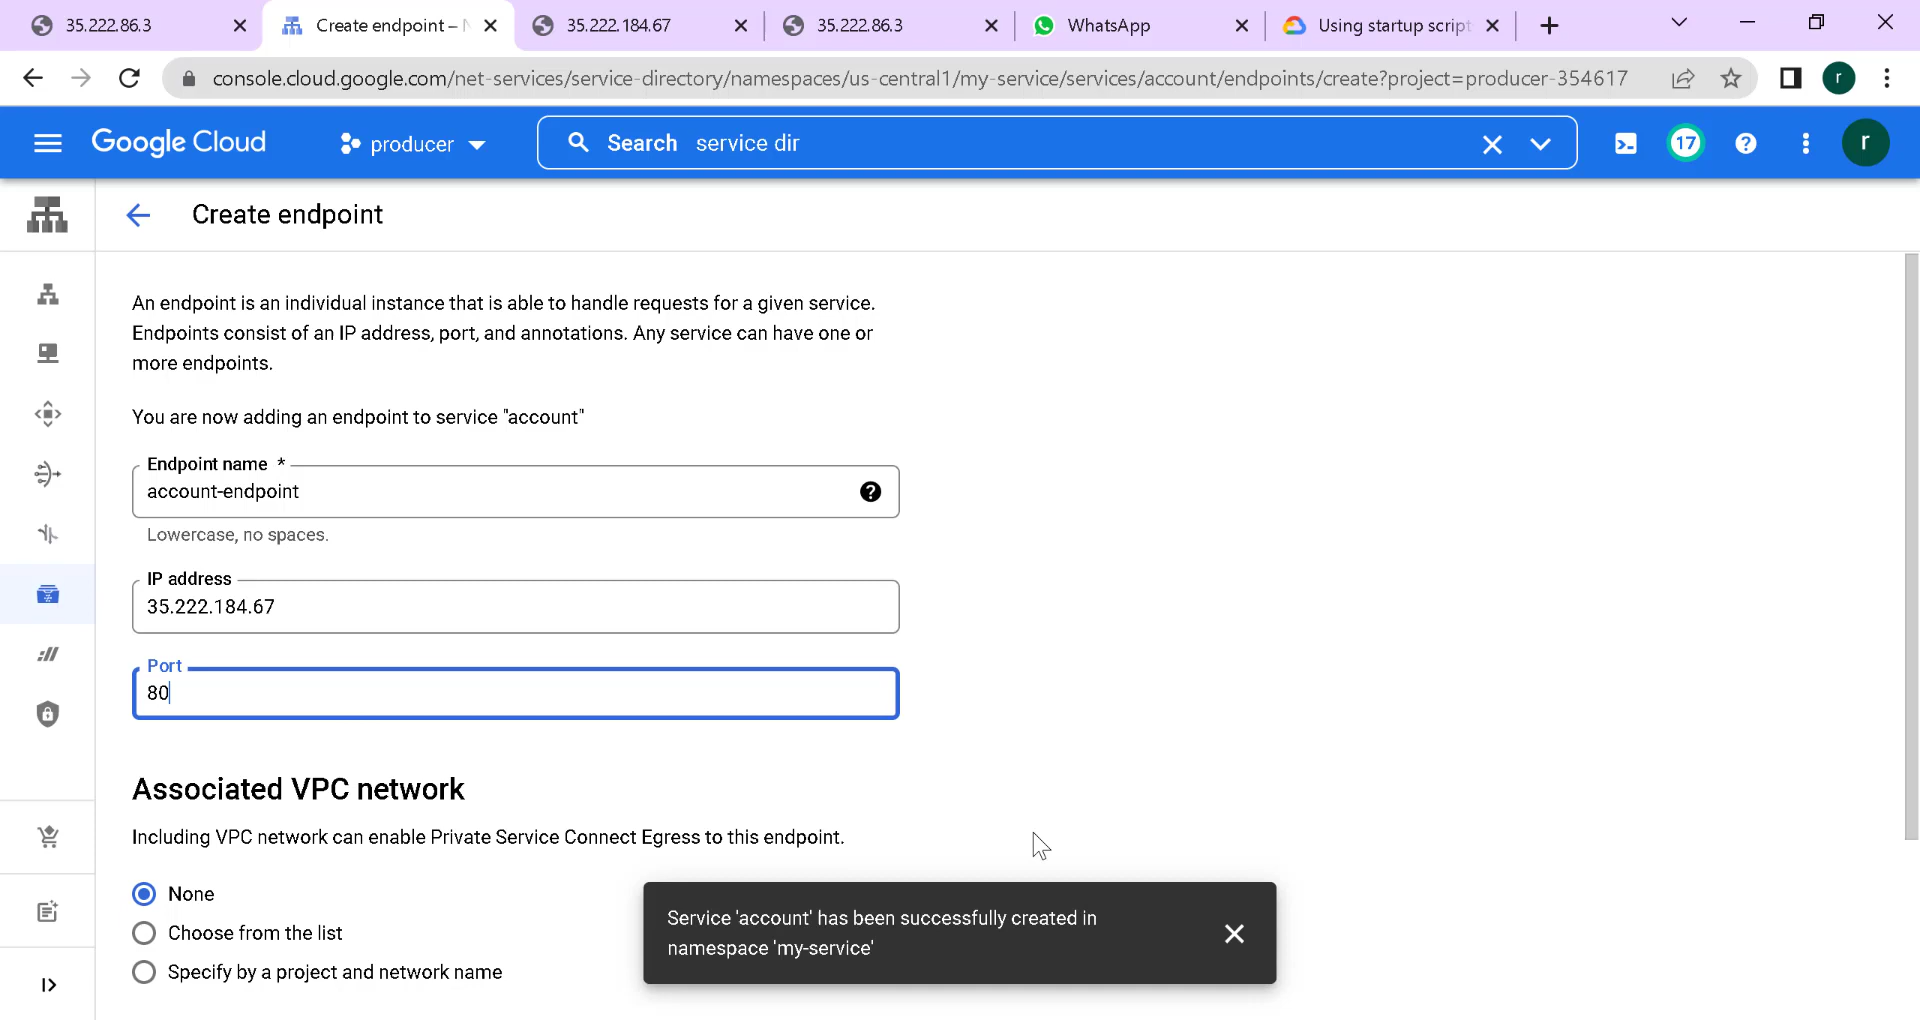 35.222.86.3
Create endpoint –
35.222.184.67
35.222.86.3
WhatsApp
Using startup script
console.cloud.google.com/net-services/service-directory/namespaces/us-central1/my-service/services/account/endpoints/create?project=producer-354617
r
Google Cloud
producer
Search service dir
17
r
Create endpoint
An endpoint is an individual instance that is able to handle requests for a given service.
Endpoints consist of an IP address, port, and annotations. Any service can have one or
more endpoints.
You are now adding an endpoint to service "account"
Endpoint name *
account-endpoint
Lowercase, no spaces.
IP address
35.222.184.67
Port
80
Associated VPC network
Including VPC network can enable Private Service Connect Egress to this endpoint.
None
Choose from the list
Specify by a project and network name
Service 'account' has been successfully created in
namespace 'my-service'